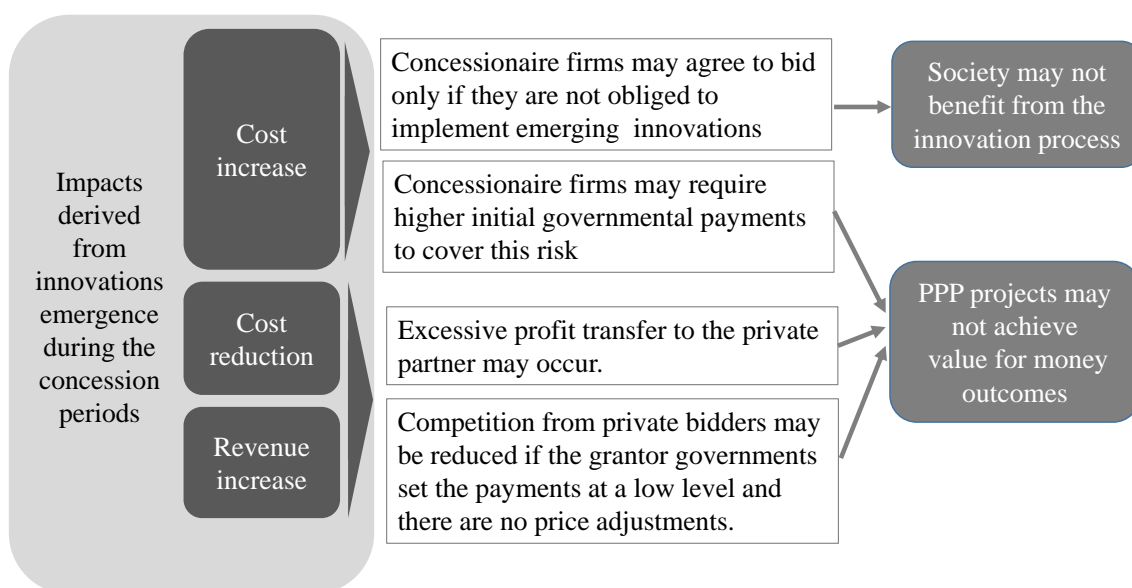 Impacts
derived
from
innovations
emergence
during the
concession
periods
Cost
increase
Cost
reduction
Revenue
increase
Concessionaire firms may agree to bid
only if they are not obliged to
implement emerging  innovations
Concessionaire firms may require
higher initial governmental payments
to cover this risk
Excessive profit transfer to the private
partner may occur.
Competition from private bidders may
be reduced if the grantor governments
set the payments at a low level and
there are no price adjustments.
Society may not
benefit from the
innovation process
PPP projects may
not achieve
value for money
outcomes